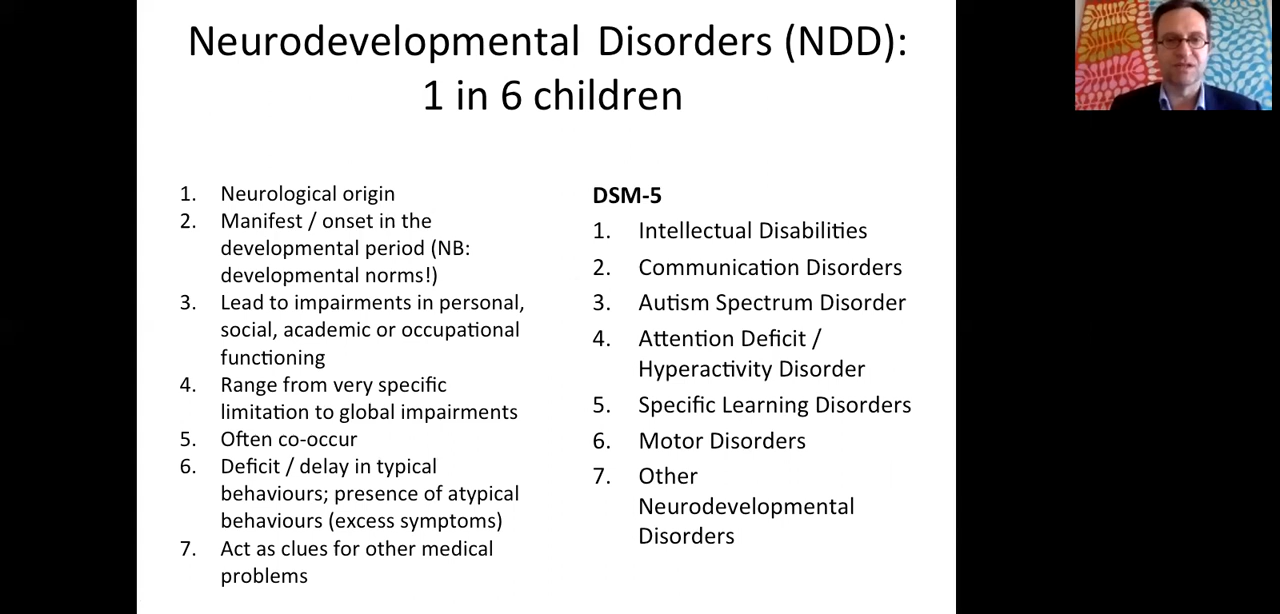 Neurodevelopmental Disorders (NDD):
1 in 6 children
1. Neurological origin
2. Manifest / onset in the
developmental period (NB:
developmental norms!)
3. Lead to impairments in personal,
social, academic or occupational
functioning
4. Range from very specific
limitation to global impairments
5. Often co-occur
6. Deficit / delay in typical
behaviours; presence of atypical
behaviours (excess symptoms)
7. Act as clues for other medical
problems
DSM-5
1. Intellectual Disabilities
2. Communication Disorders
3. Autism Spectrum Disorder
4. Attention Deficit /
Hyperactivity Disorder
5. Specific Learning Disorders
6. Motor Disorders
7. Other
Neurodevelopmental
Disorders